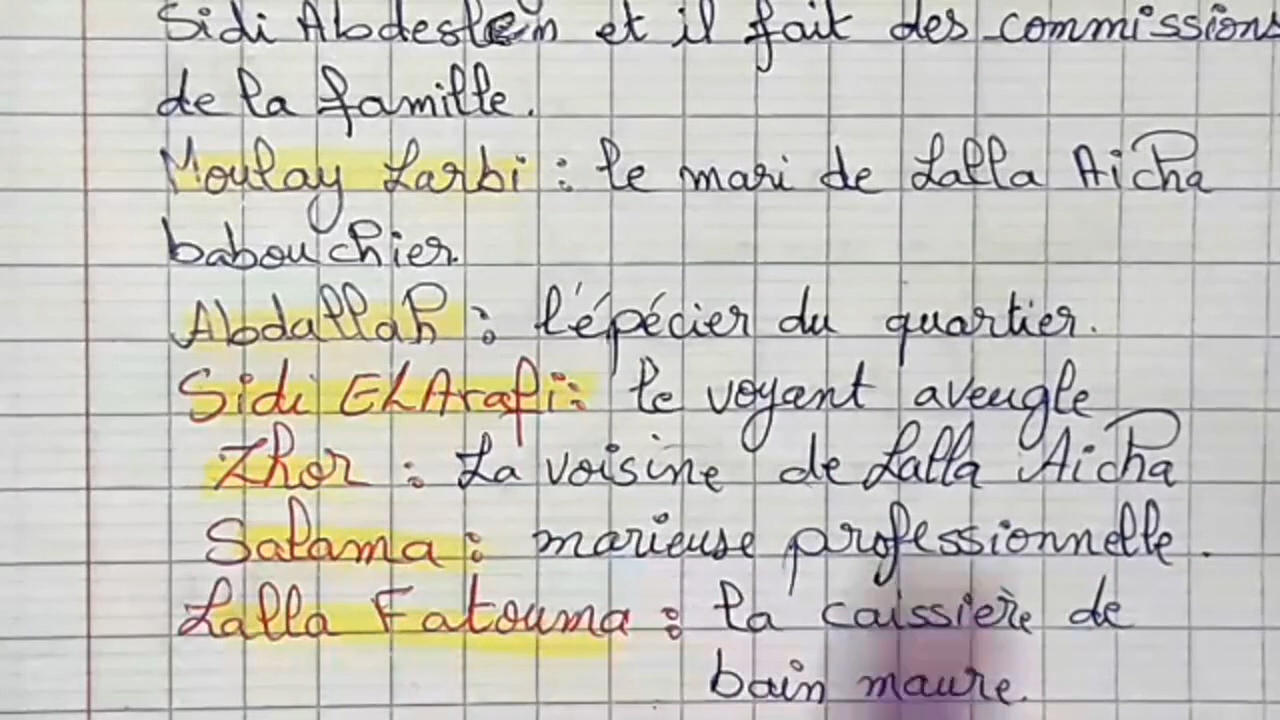 Sidi Abdeslem et il fait des commissions
de la famille.
Moulay Larbi : le mari de Lalla Aicha
babouchier.
Abdallah : l'épécier du quartier.
Sidi El Arafi : le voyant aveugle
Zhor : La voisine de Lalla Aicha
Salama : marieuse professionnelle.
Lalla Fatouma : la caissière de
bain maure.